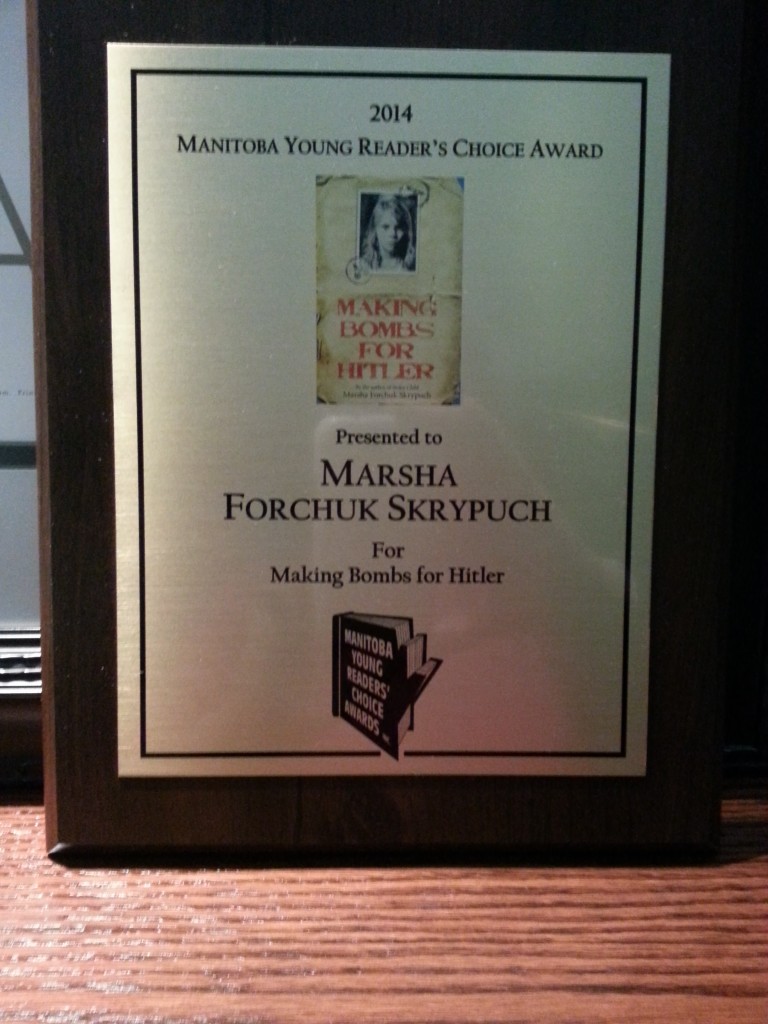 2014
MANITOBA YOUNG READER'S CHOICE AWARD
MAKING
BOMBS
FOR
HITLER
Marsha Forchuk Skrypuch
Presented to
MARSHA
FORCHUK SKRYPUCH
For
Making Bombs for Hitler
MANITOBA
YOUNG
READERS'
CHOICE
AWARDS